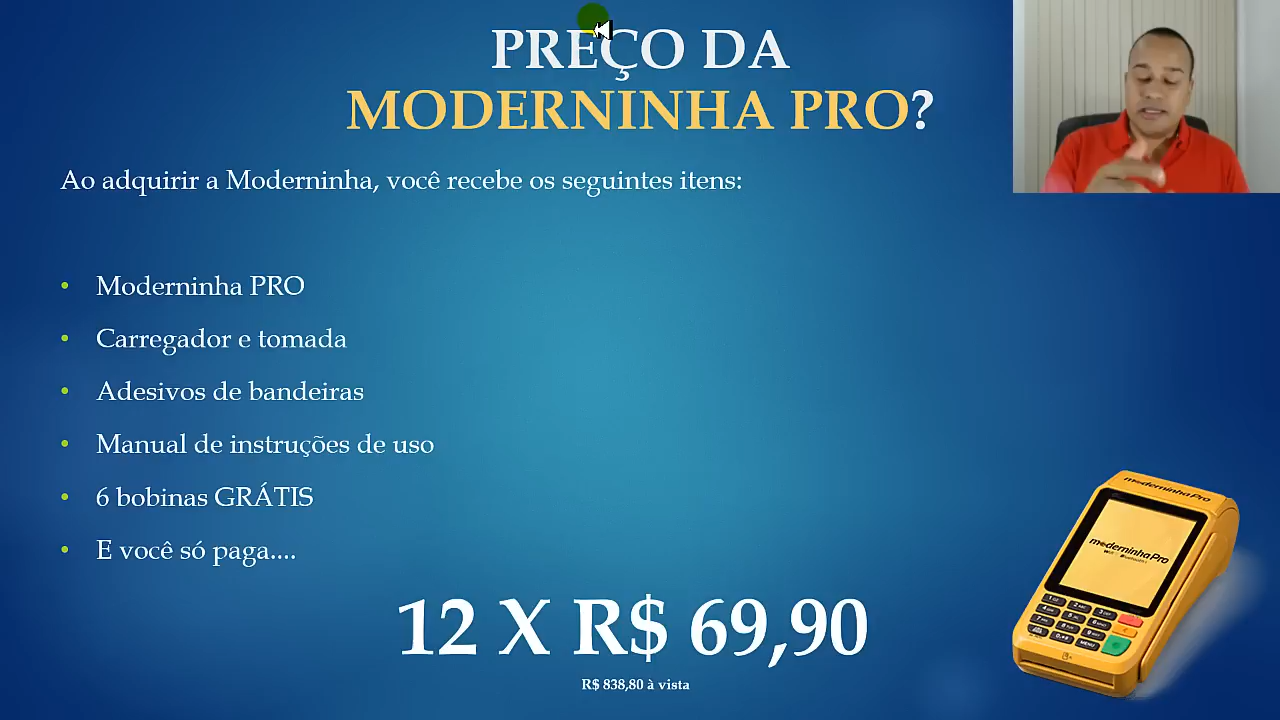 PREÇO DA
MODERNINHA PRO?
Ao adquirir a Moderninha, você recebe os seguintes itens:
• Moderninha PRO
• Carregador e tomada
• Adesivos de bandeiras
• Manual de instruções de uso
• 6 bobinas GRÁTIS
• E você só paga....
12 X R$ 69,90
R$ 838,80 à vista
moderninha Pro
moderninha Pro